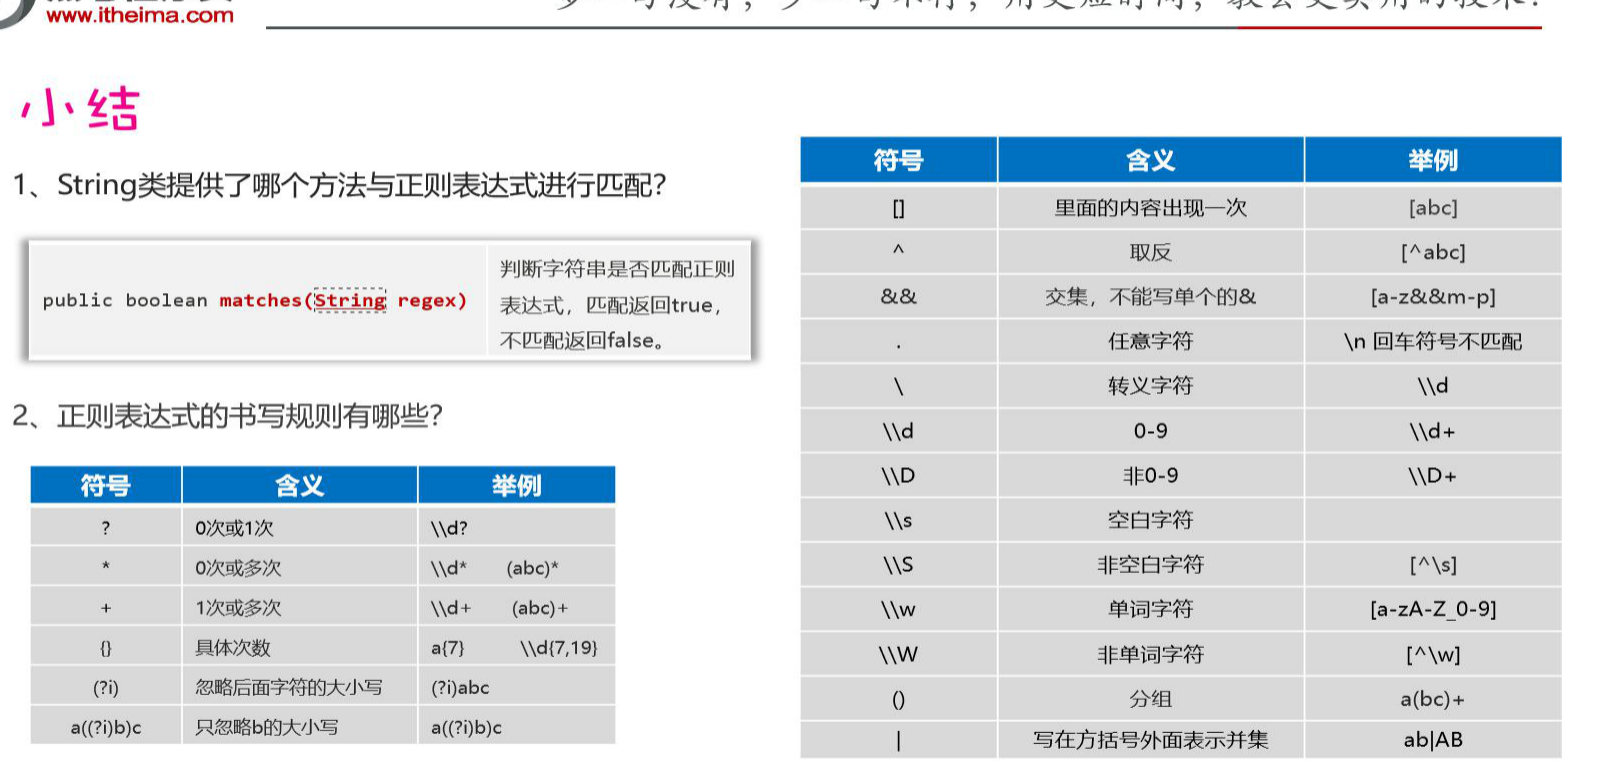 www.itheima.com
小结
1、String类提供了哪个方法与正则表达式进行匹配?
public boolean matches(String regex)
判断字符串是否匹配正则
表达式，匹配返回true，
不匹配返回false。
2、正则表达式的书写规则有哪些?
符号 含义 举例
? 0次或1次 \\d?
* 0次或多次 \\d* (abc)*
+ 1次或多次 \\d+ (abc)+
{} 具体次数 a{7} \\d{7,19}
(?i) 忽略后面字符的大小写 (?i)abc
a((?i)b)c 只忽略b的大小写 a((?i)b)c
符号 含义 举例
[] 里面的内容出现一次 [abc]
^ 取反 [^abc]
&& 交集，不能写单个的& [a-z&&m-p]
. 任意字符 \n 回车符号不匹配
\ 转义字符 \\d
\\d 0-9 \\d+
\\D 非0-9 \\D+
\\s 空白字符
\\S 非空白字符 [^\s]
\\w 单词字符 [a-zA-Z_0-9]
\\W 非单词字符 [^\w]
() 分组 a(bc)+
| 写在方括号外面表示并集 ab|AB